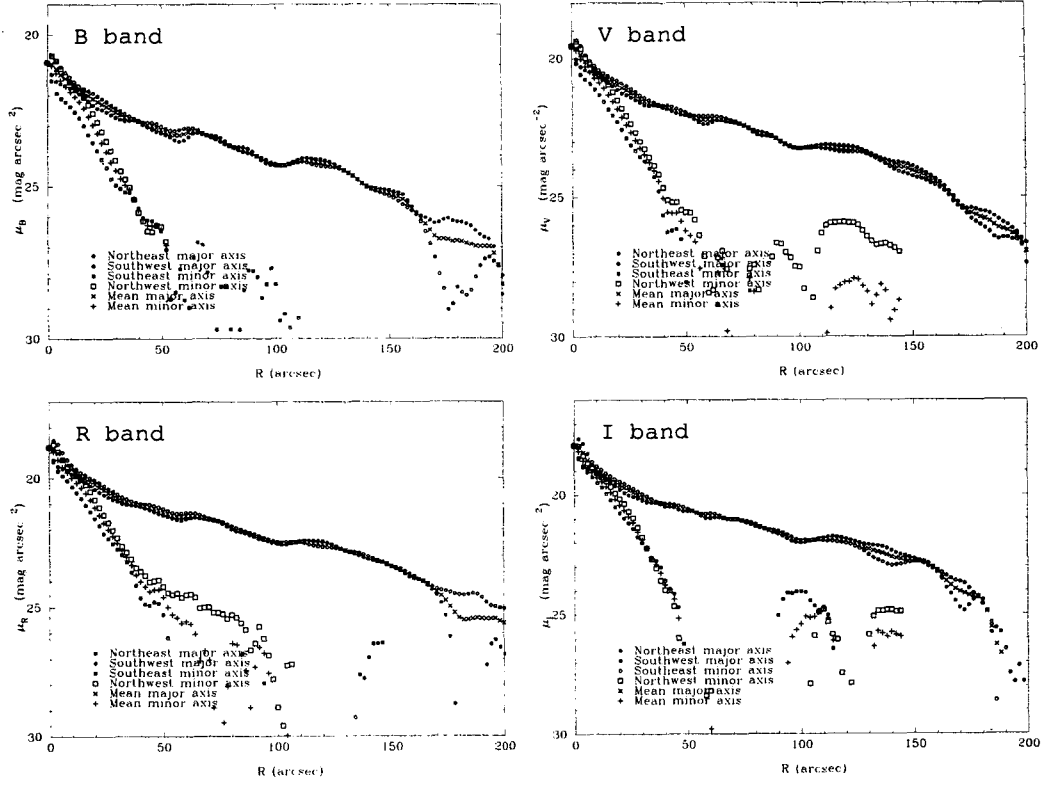 B band
20
25
30
μB (mag arcsec -2)
Northeast major axis
Southwest major axis
Southeast minor axis
Northwest minor axis
Mean major axis
Mean minor axis
0 50 100 150 200
R (arcsec)
V band
20
25
30
μV (mag arcsec -2)
Northeast major axis
Southwest major axis
Southeast minor axis
Northwest minor axis
Mean major axis
Mean minor axis
0 50 100 150 200
R (arcsec)
R band
20
25
30
μR (mag arcsec -2)
Northeast major axis
Southwest major axis
Southeast minor axis
Northwest minor axis
Mean major axis
Mean minor axis
0 50 100 150 200
R (arcsec)
I band
20
25
30
μI (mag arcsec -2)
Northeast major axis
Southwest major axis
Southeast minor axis
Northwest minor axis
Mean major axis
Mean minor axis
0 50 100 150 200
R (arcsec)